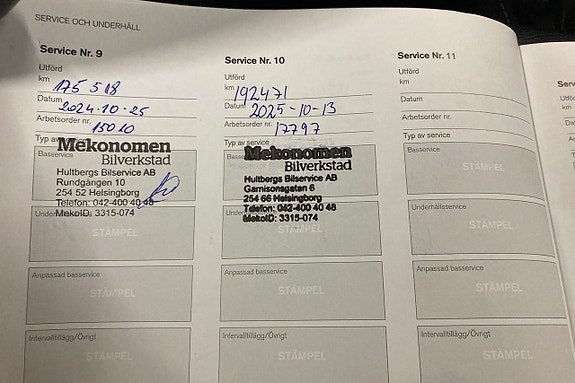 SERVICE OCH UNDERHÅLL
Service Nr. 9
Utförd
km 175 518
Datum 2024-10-25
Arbetsorder nr. 15010
Typ av service
Basservice
Mekonomen
Bilverkstad
Hultbergs Bilservice AB
Rundgången 10
254 52 Helsingborg
Telefon: 042-400 40 48
MekoID: 3315-074
STÄMPEL
Anpassad basservice
STÄMPEL
Intervalltillägg/Övrigt
STÄMPEL
Service Nr. 10
Utförd
km 192471
Datum 2025-10-13
Arbetsorder nr. 17797
Typ av service
Mekonomen
Bilverkstad
Hultbergs Bilservice AB
Garnisonsgatan 6
254 66 Helsingborg
Telefon: 042-400 40 48
MekoID: 3315-074
STÄMPEL
Anpassad basservice
STÄMPEL
Intervalltillägg/Övrigt
STÄMPEL
Service Nr. 11
Utförd
km
Datum
Arbetsorder nr.
Typ av service
Basservice
STÄMPEL
Underhållsservice
STÄMPEL
Anpassad basservice
STÄMPEL
Intervalltillägg/Övrigt
STÄMPEL